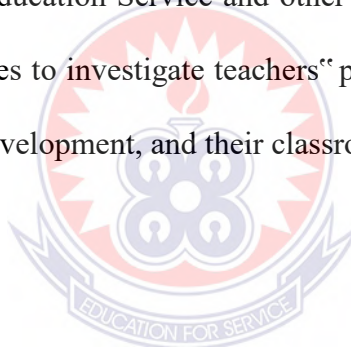 ducation Service and other
es to investigate teachers‟ p
velopment, and their classro
EDUCATION FOR SERVICE